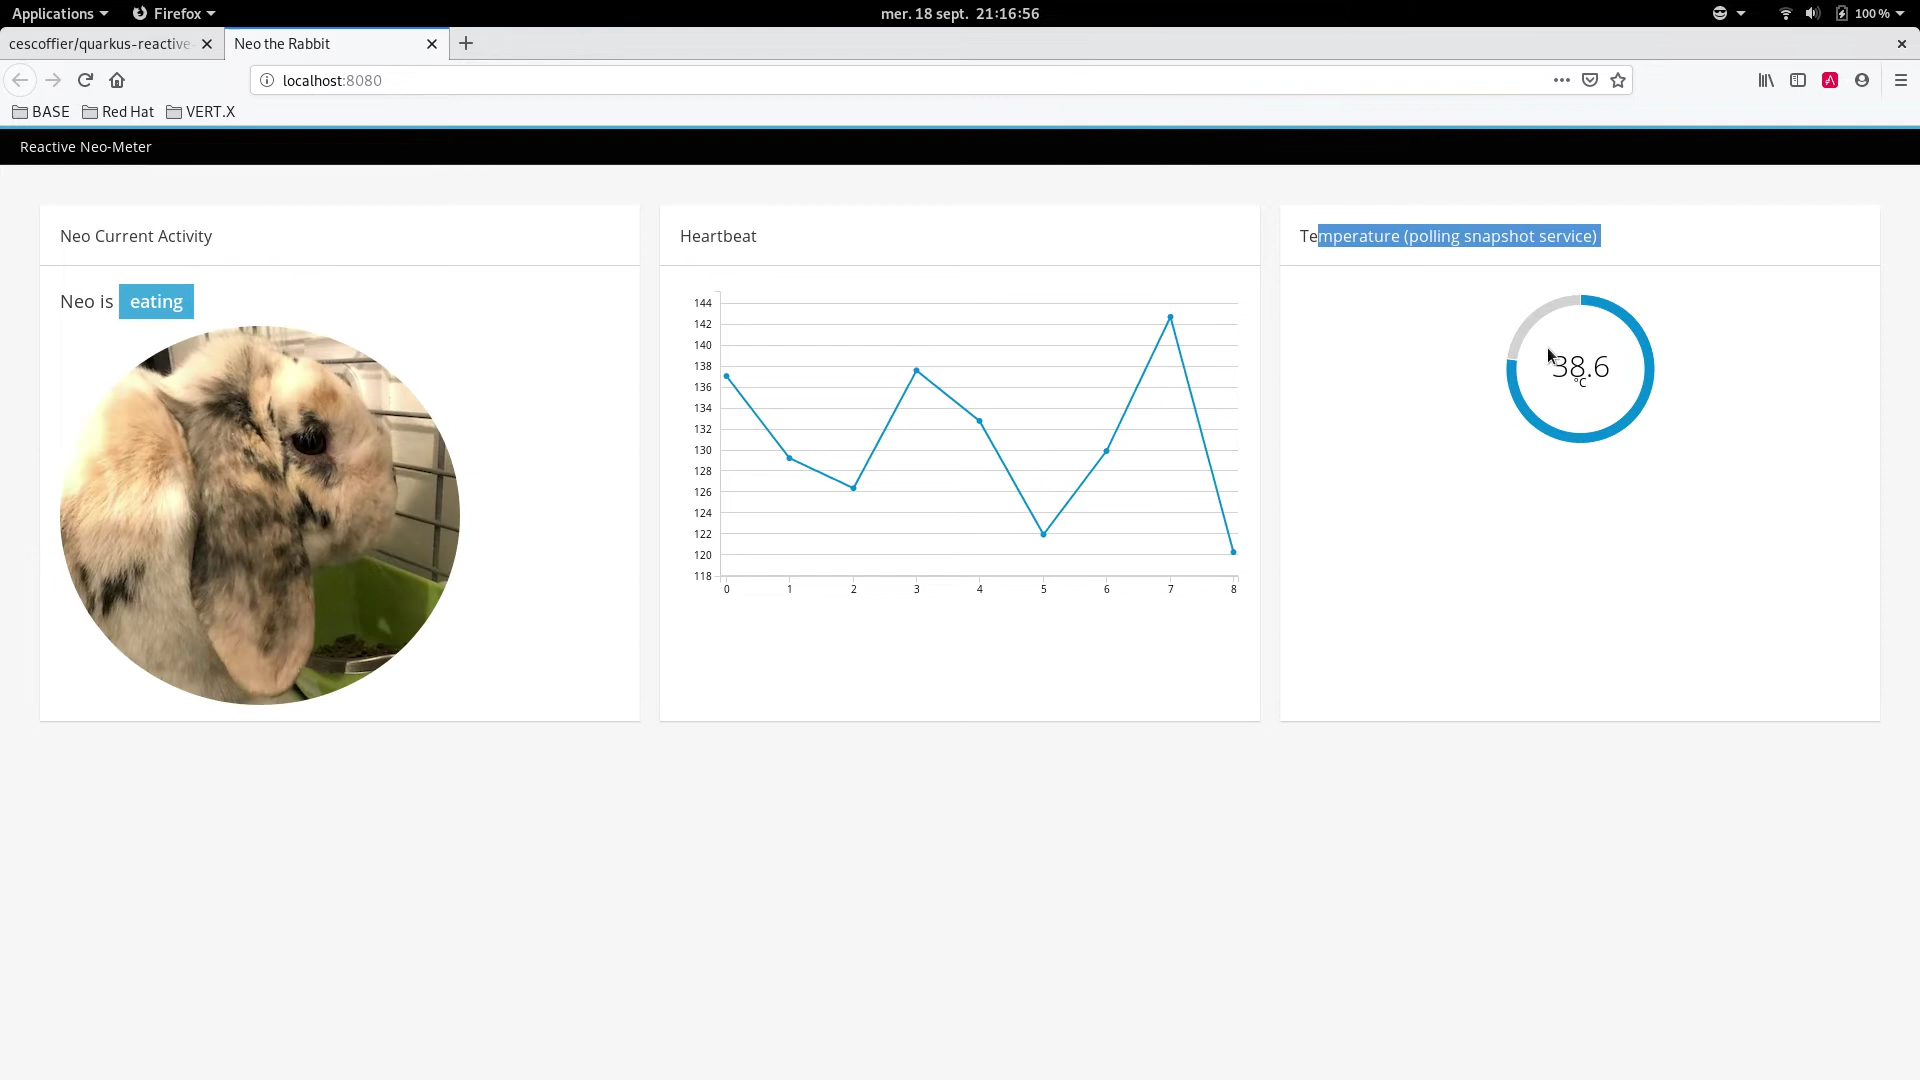 Applications Firefox mer. 18 sept. 21:16:56 100 %
cescoffier/quarkus-reactive- Neo the Rabbit
localhost:8080
BASE Red Hat VERT.X
Reactive Neo-Meter
Neo Current Activity
Neo is eating
Heartbeat
144
142
140
138
136
134
132
130
128
126
124
122
120
118
0 1 2 3 4 5 6 7 8
Temperature (polling snapshot service)
38.6
°C